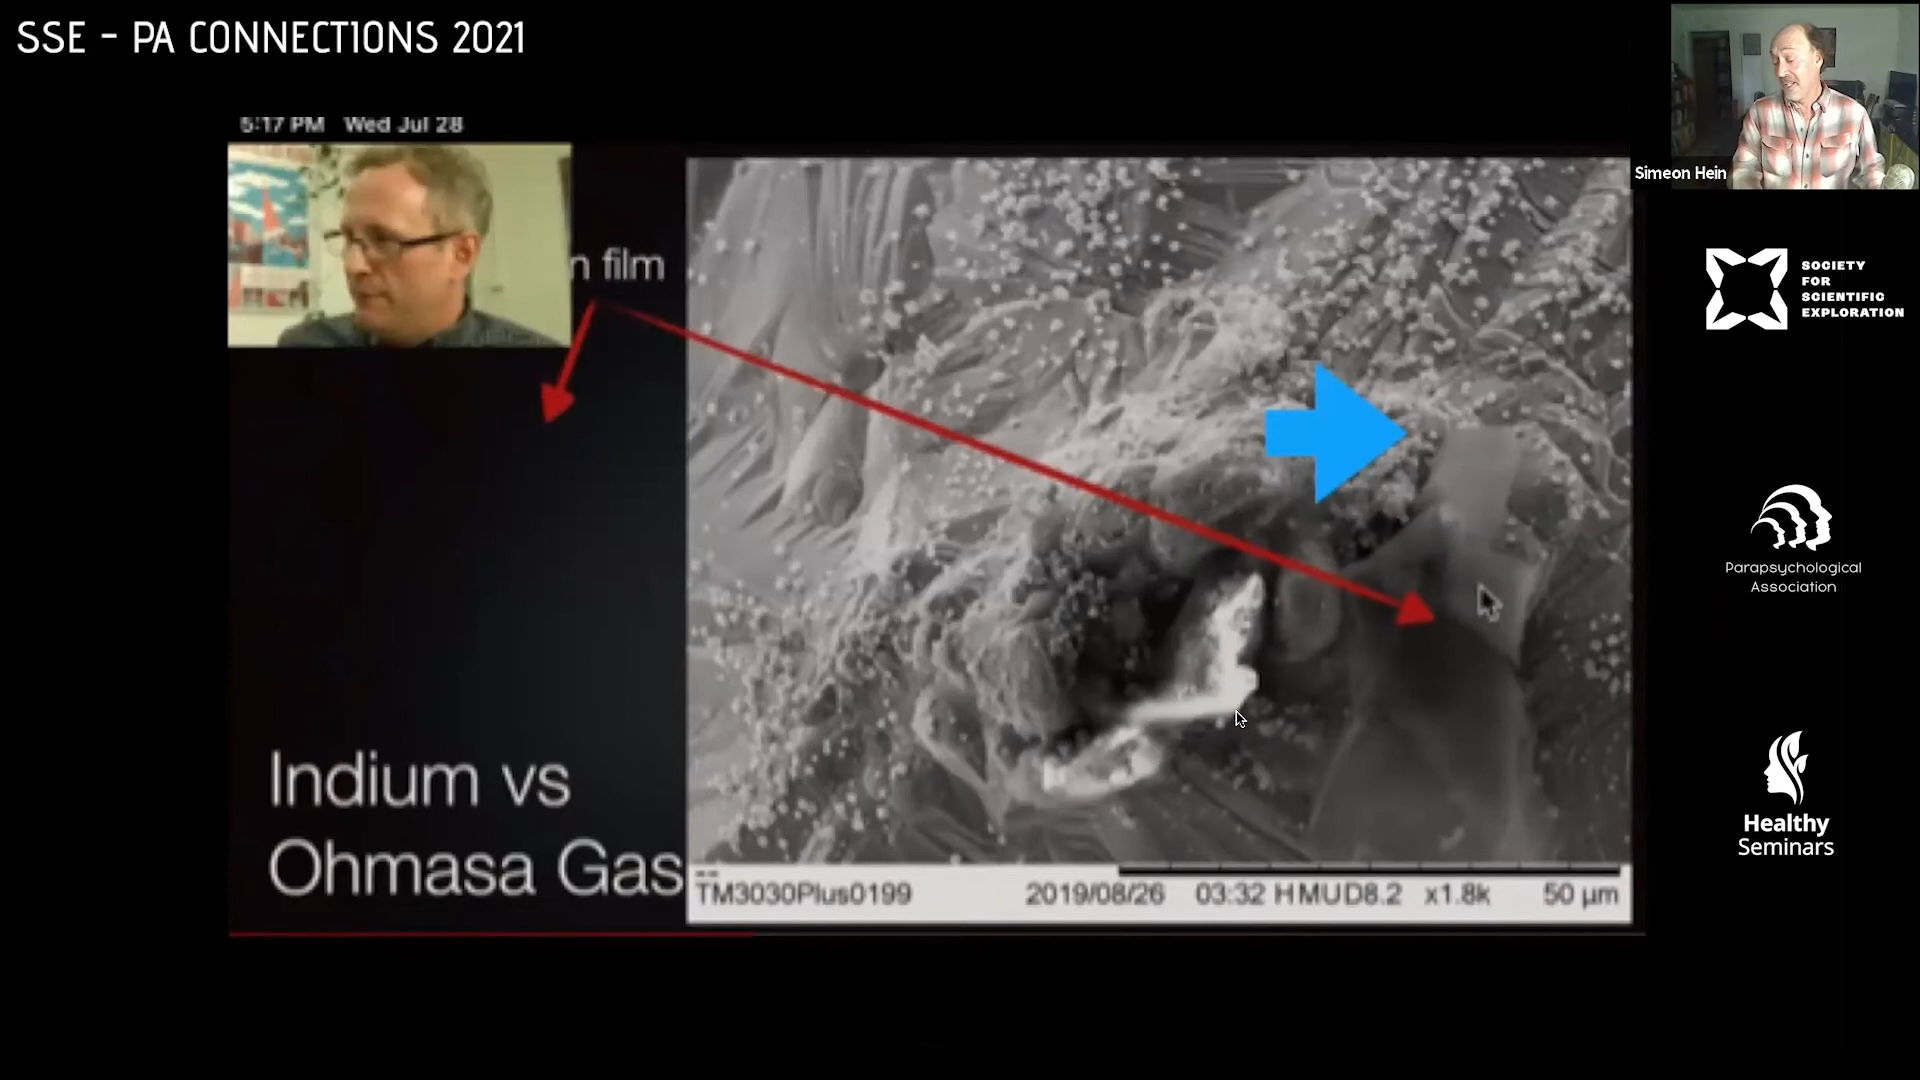 SSE - PA CONNECTIONS 2021
5:17 PM Wed Jul 28
Simeon Hein
n film
SOCIETY
FOR
SCIENTIFIC
EXPLORATION
Parapsychological
Association
Indium vs
Ohmasa Gas
Healthy
Seminars
TM3030Plus0199 2019/08/26 03:32 HMUD8.2 x1.8k 50 µm